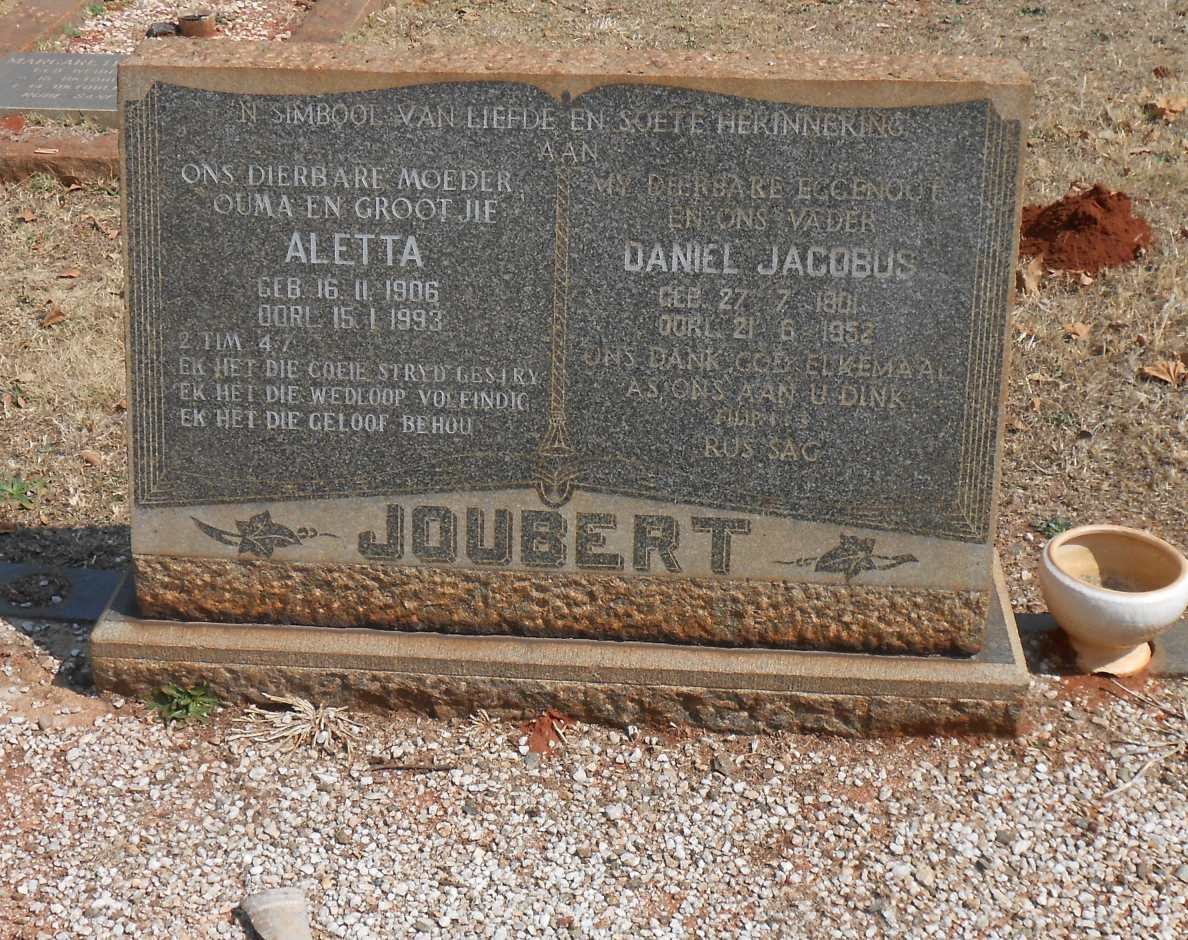 'N SIMBOOL VAN LIEFDE EN SOETE HERINNERING
AAN
ONS DIERBARE MOEDER
OUMA EN GROOTJIE
ALETTA
GEB. 16. 11. 1906
OORL. 15. 1. 1993
2 TIM 4:7
EK HET DIE GOEIE STRYD GESTRY
EK HET DIE WEDLOOP VOLEINDIG
EK HET DIE GELOOF BEHOU
MY DIERBARE EGGENOOT
EN ONS VADER
DANIEL JACOBUS
GEB. 27. 7. 1901
OORL. 21. 6. 1952
ONS DANK GOD ELKEMAAL
AS ONS AAN U DINK
RUS SAG
JOUBERT